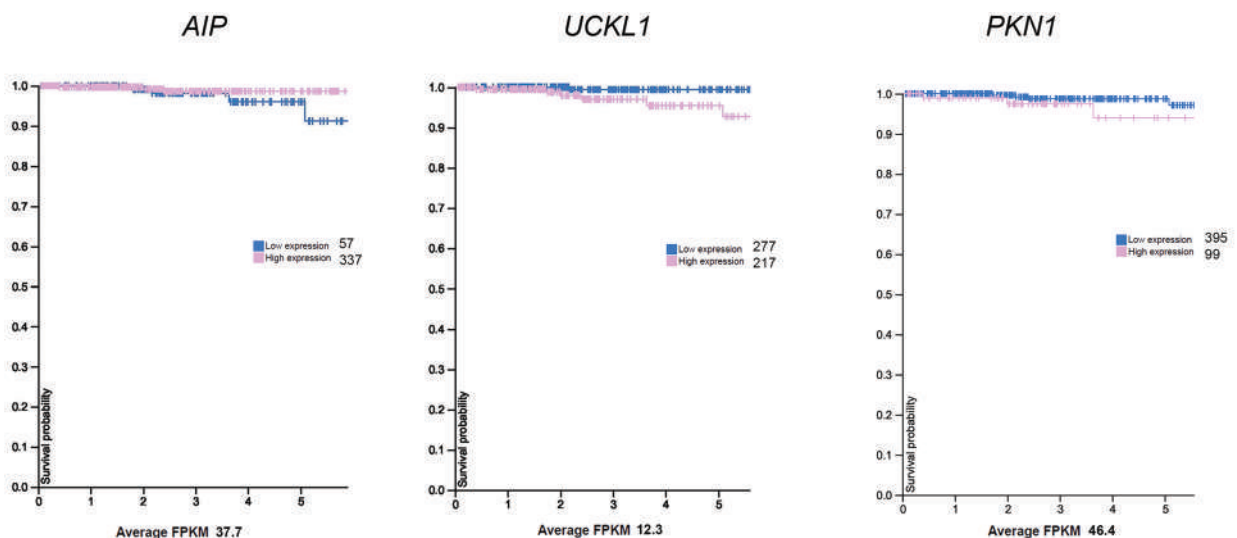 AIP
1.0
0.9
0.8
0.7
0.6
0.5
0.4
0.3
0.2
0.1
0.0
Survival probability
Low expression 57
High expression 337
0 1 2 3 4 5
Average FPKM 37.7
UCKL1
1.0
0.9
0.8
0.7
0.6
0.5
0.4
0.3
0.2
0.1
0.0
Survival probability
Low expression 277
High expression 217
0 1 2 3 4 5
Average FPKM 12.3
PKN1
1.0
0.9
0.8
0.7
0.6
0.5
0.4
0.3
0.2
0.1
0.0
Survival probability
Low expression 395
High expression 99
0 1 2 3 4 5
Average FPKM 46.4